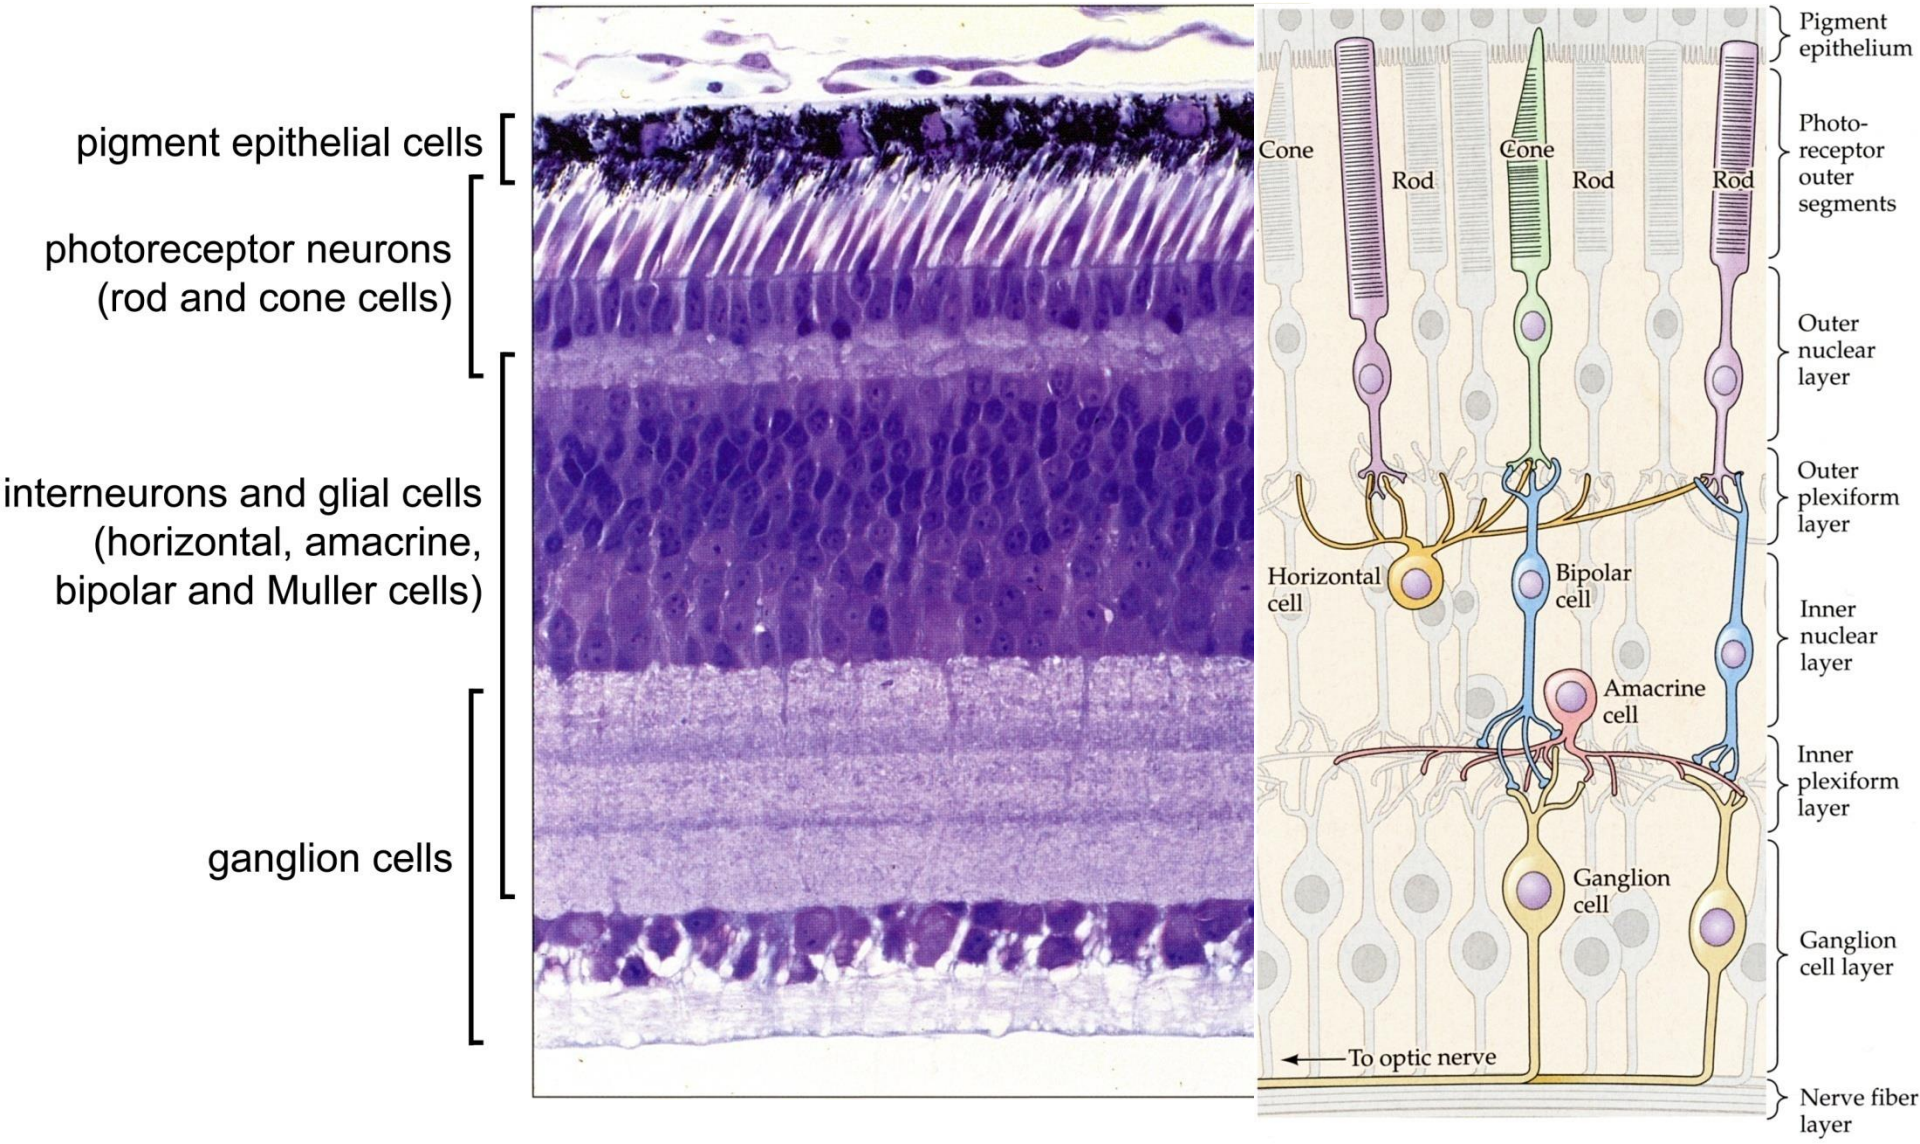 pigment epithelial cells
photoreceptor neurons
(rod and cone cells)
interneurons and glial cells
(horizontal, amacrine,
bipolar and Muller cells)
ganglion cells
Cone
Rod
Cone
Rod
Rod
Horizontal
cell
Bipolar
cell
Amacrine
cell
Ganglion
cell
To optic nerve
Pigment
epithelium
Photo-
receptor
outer
segments
Outer
nuclear
layer
Outer
plexiform
layer
Inner
nuclear
layer
Inner
plexiform
layer
Ganglion
cell layer
Nerve fiber
layer